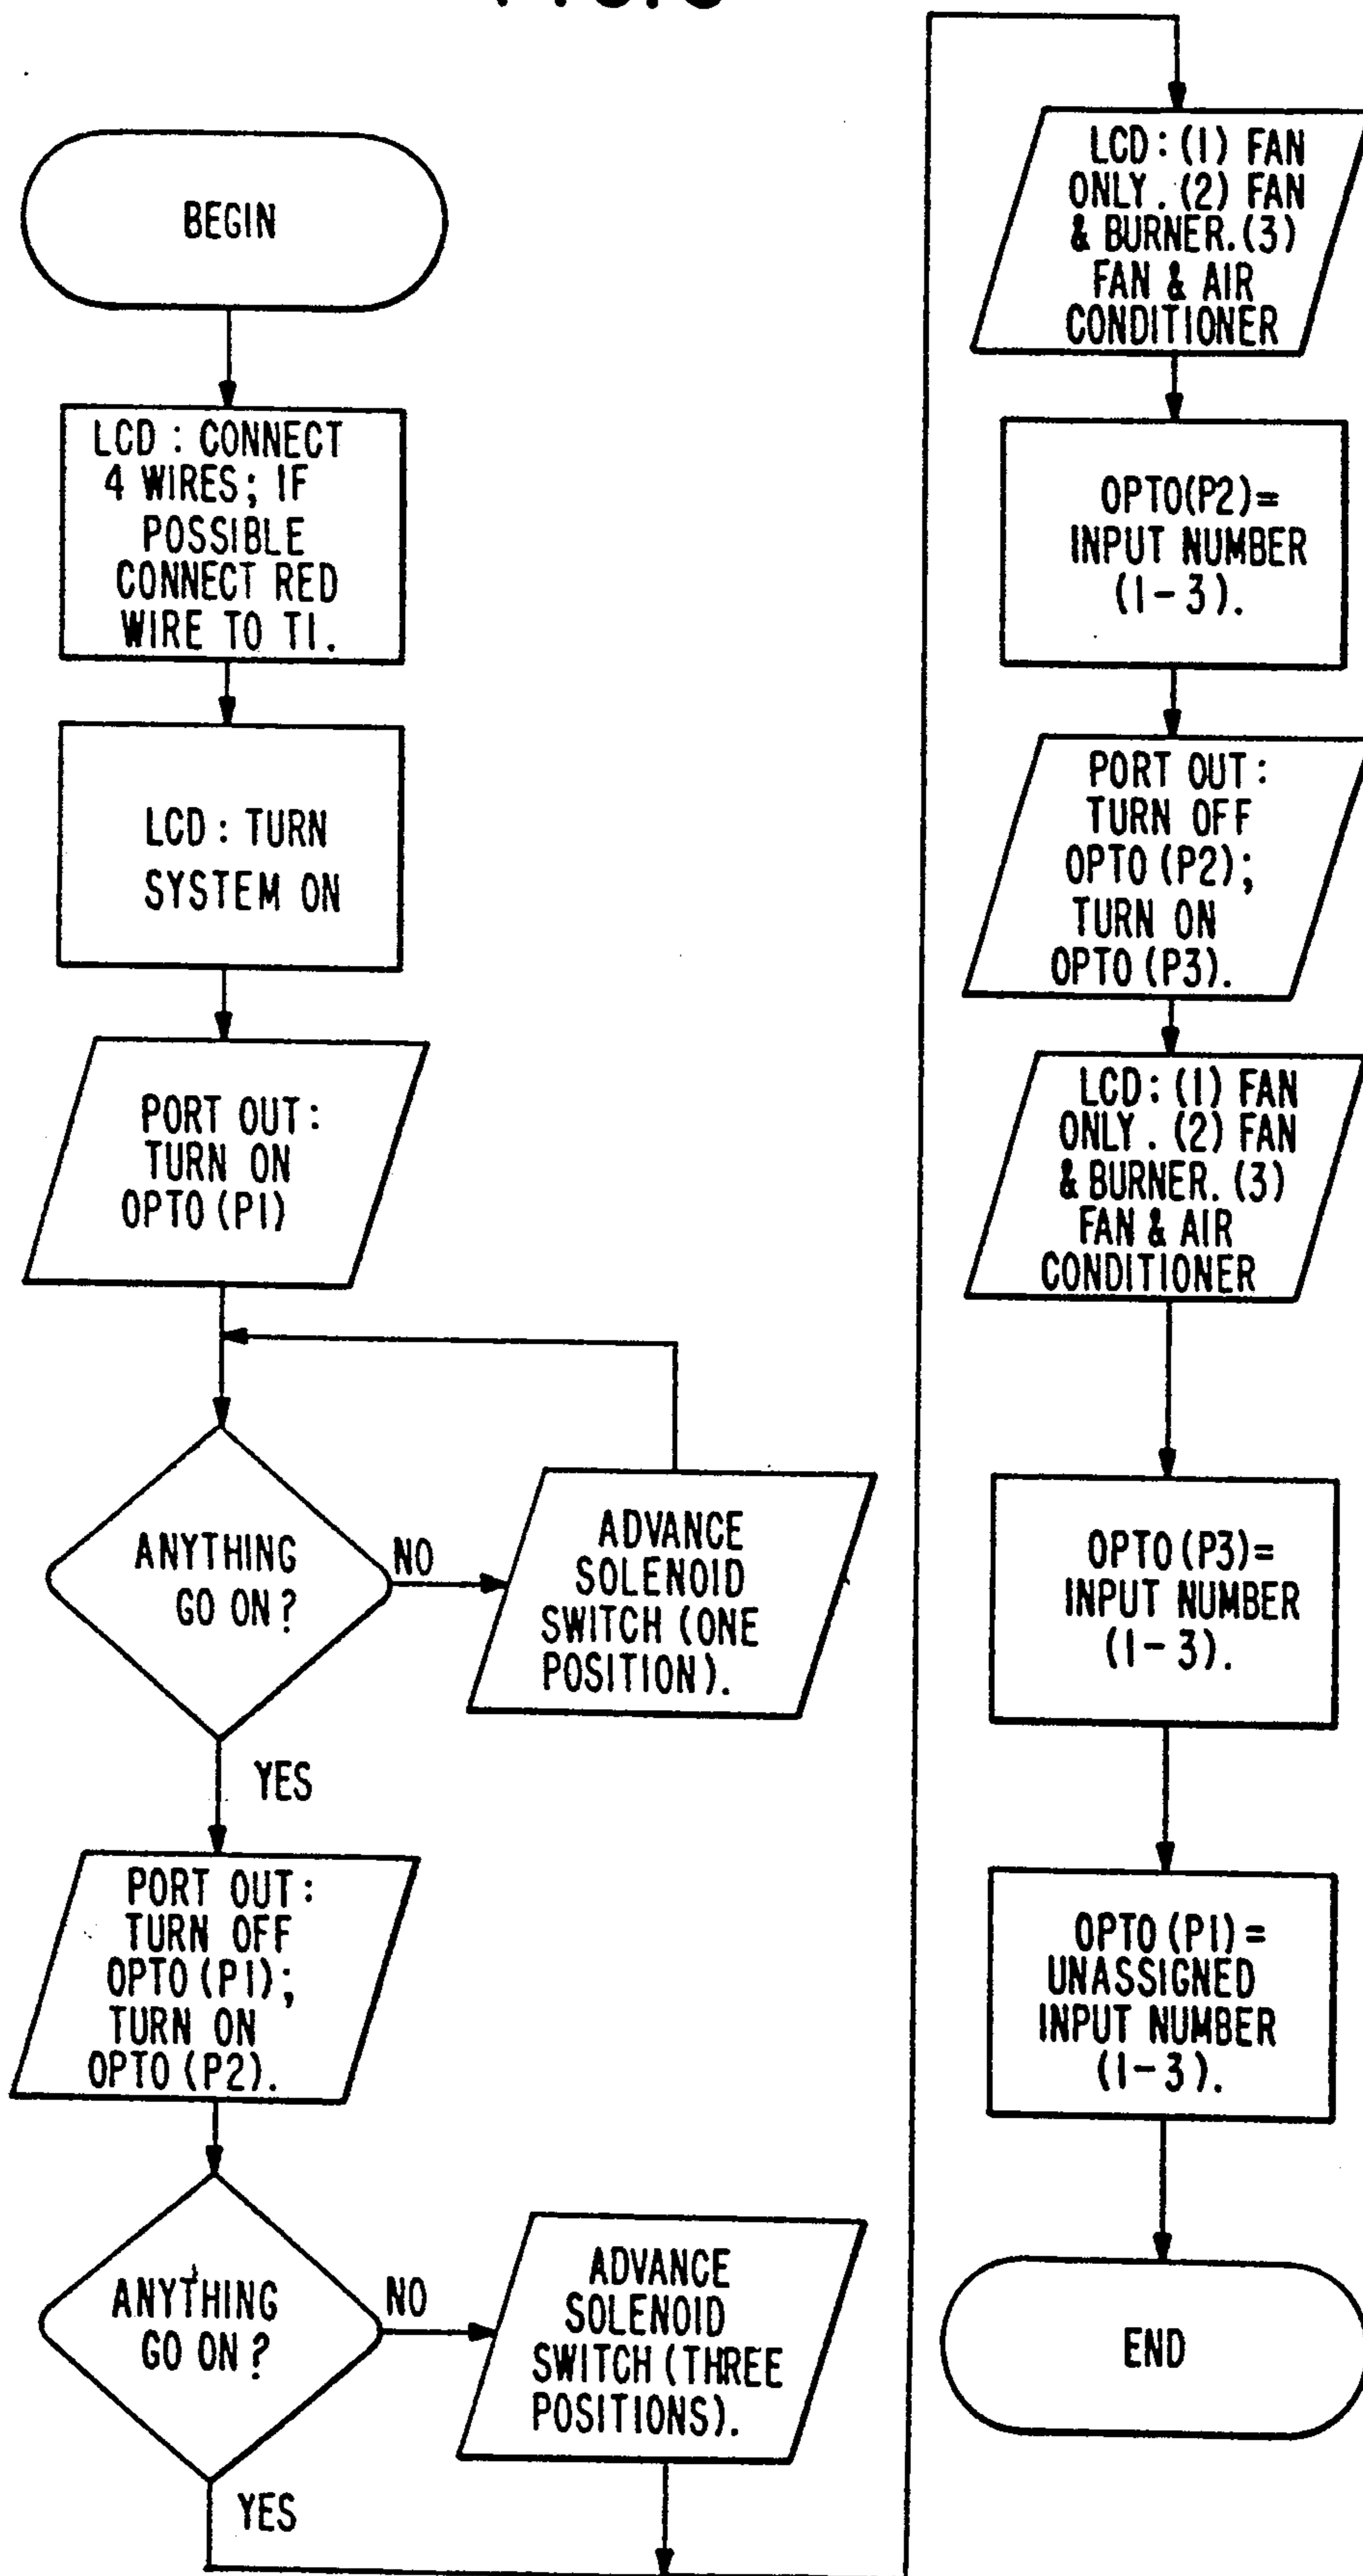 BEGIN
LCD : CONNECT
4 WIRES; IF
POSSIBLE
CONNECT RED
WIRE TO T1.
LCD : TURN
SYSTEM ON
PORT OUT:
TURN ON
OPTO (P1)
ANYTHING
GO ON?
NO
ADVANCE
SOLENOID
SWITCH (ONE
POSITION).
YES
PORT OUT:
TURN OFF
OPTO (P1);
TURN ON
OPTO (P2).
ANYTHING
GO ON?
NO
ADVANCE
SOLENOID
SWITCH (THREE
POSITIONS).
YES
LCD : (1) FAN
ONLY. (2) FAN
& BURNER. (3)
FAN & AIR
CONDITIONER
OPTO(P2)=
INPUT NUMBER
(1-3).
PORT OUT:
TURN OFF
OPTO (P2);
TURN ON
OPTO (P3).
LCD : (1) FAN
ONLY. (2) FAN
& BURNER. (3)
FAN & AIR
CONDITIONER
OPTO (P3)=
INPUT NUMBER
(1-3).
OPTO (P1)=
UNASSIGNED
INPUT NUMBER
(1-3).
END